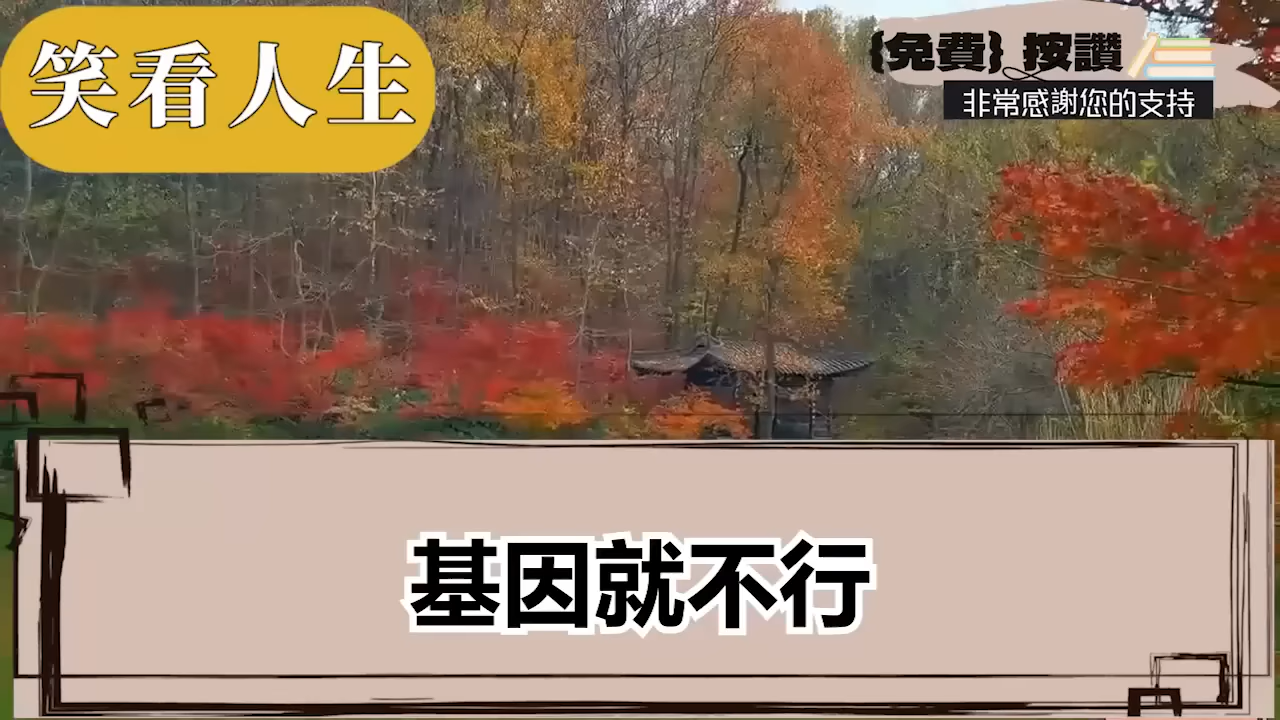 笑看人生
{免費} 按讚
非常感謝您的支持
基因就不行